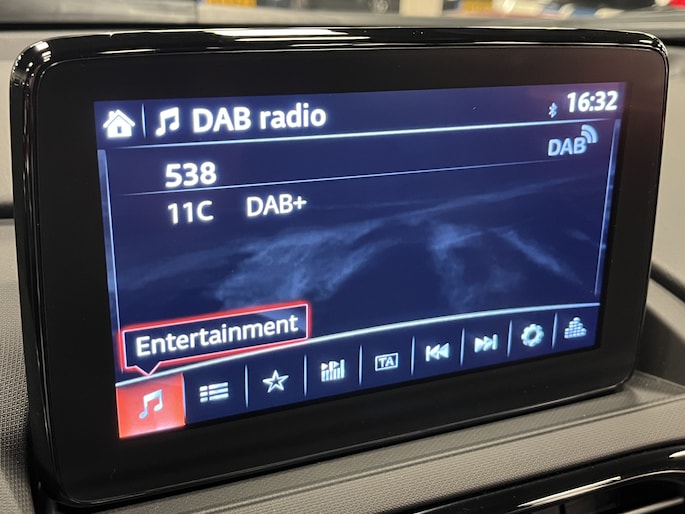 DAB radio
16:32
DAB
538
11C DAB+
Entertainment
TA